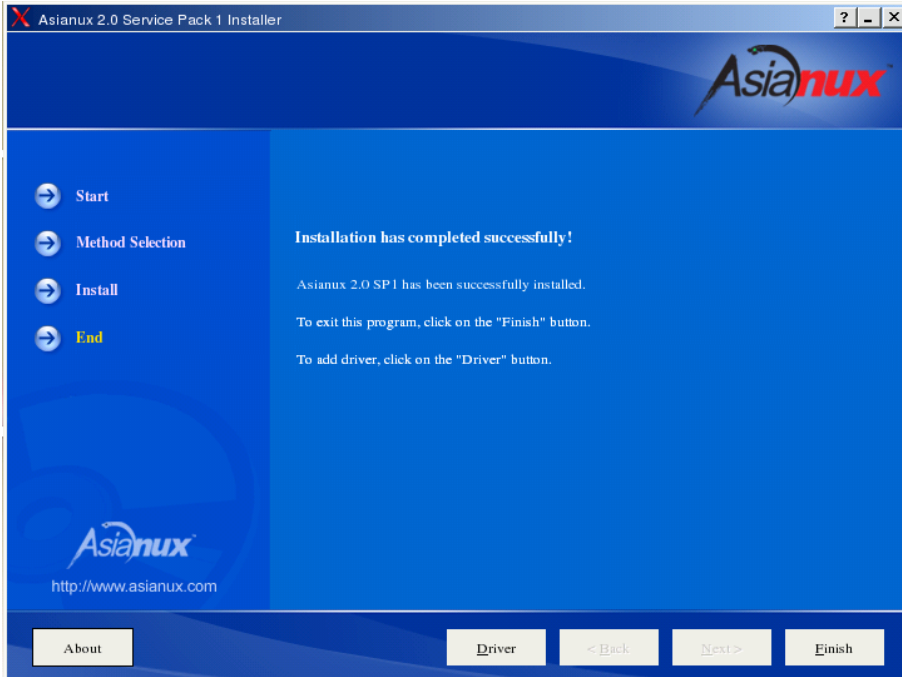 Asianux 2.0 Service Pack 1 Installer
Asianux
Start
Method Selection
Install
End
Installation has completed successfully!
Asianux 2.0 SP1 has been successfully installed.
To exit this program, click on the "Finish" button.
To add driver, click on the "Driver" button.
Asianux
http://www.asianux.com
About
Driver
< Back
Next >
Finish